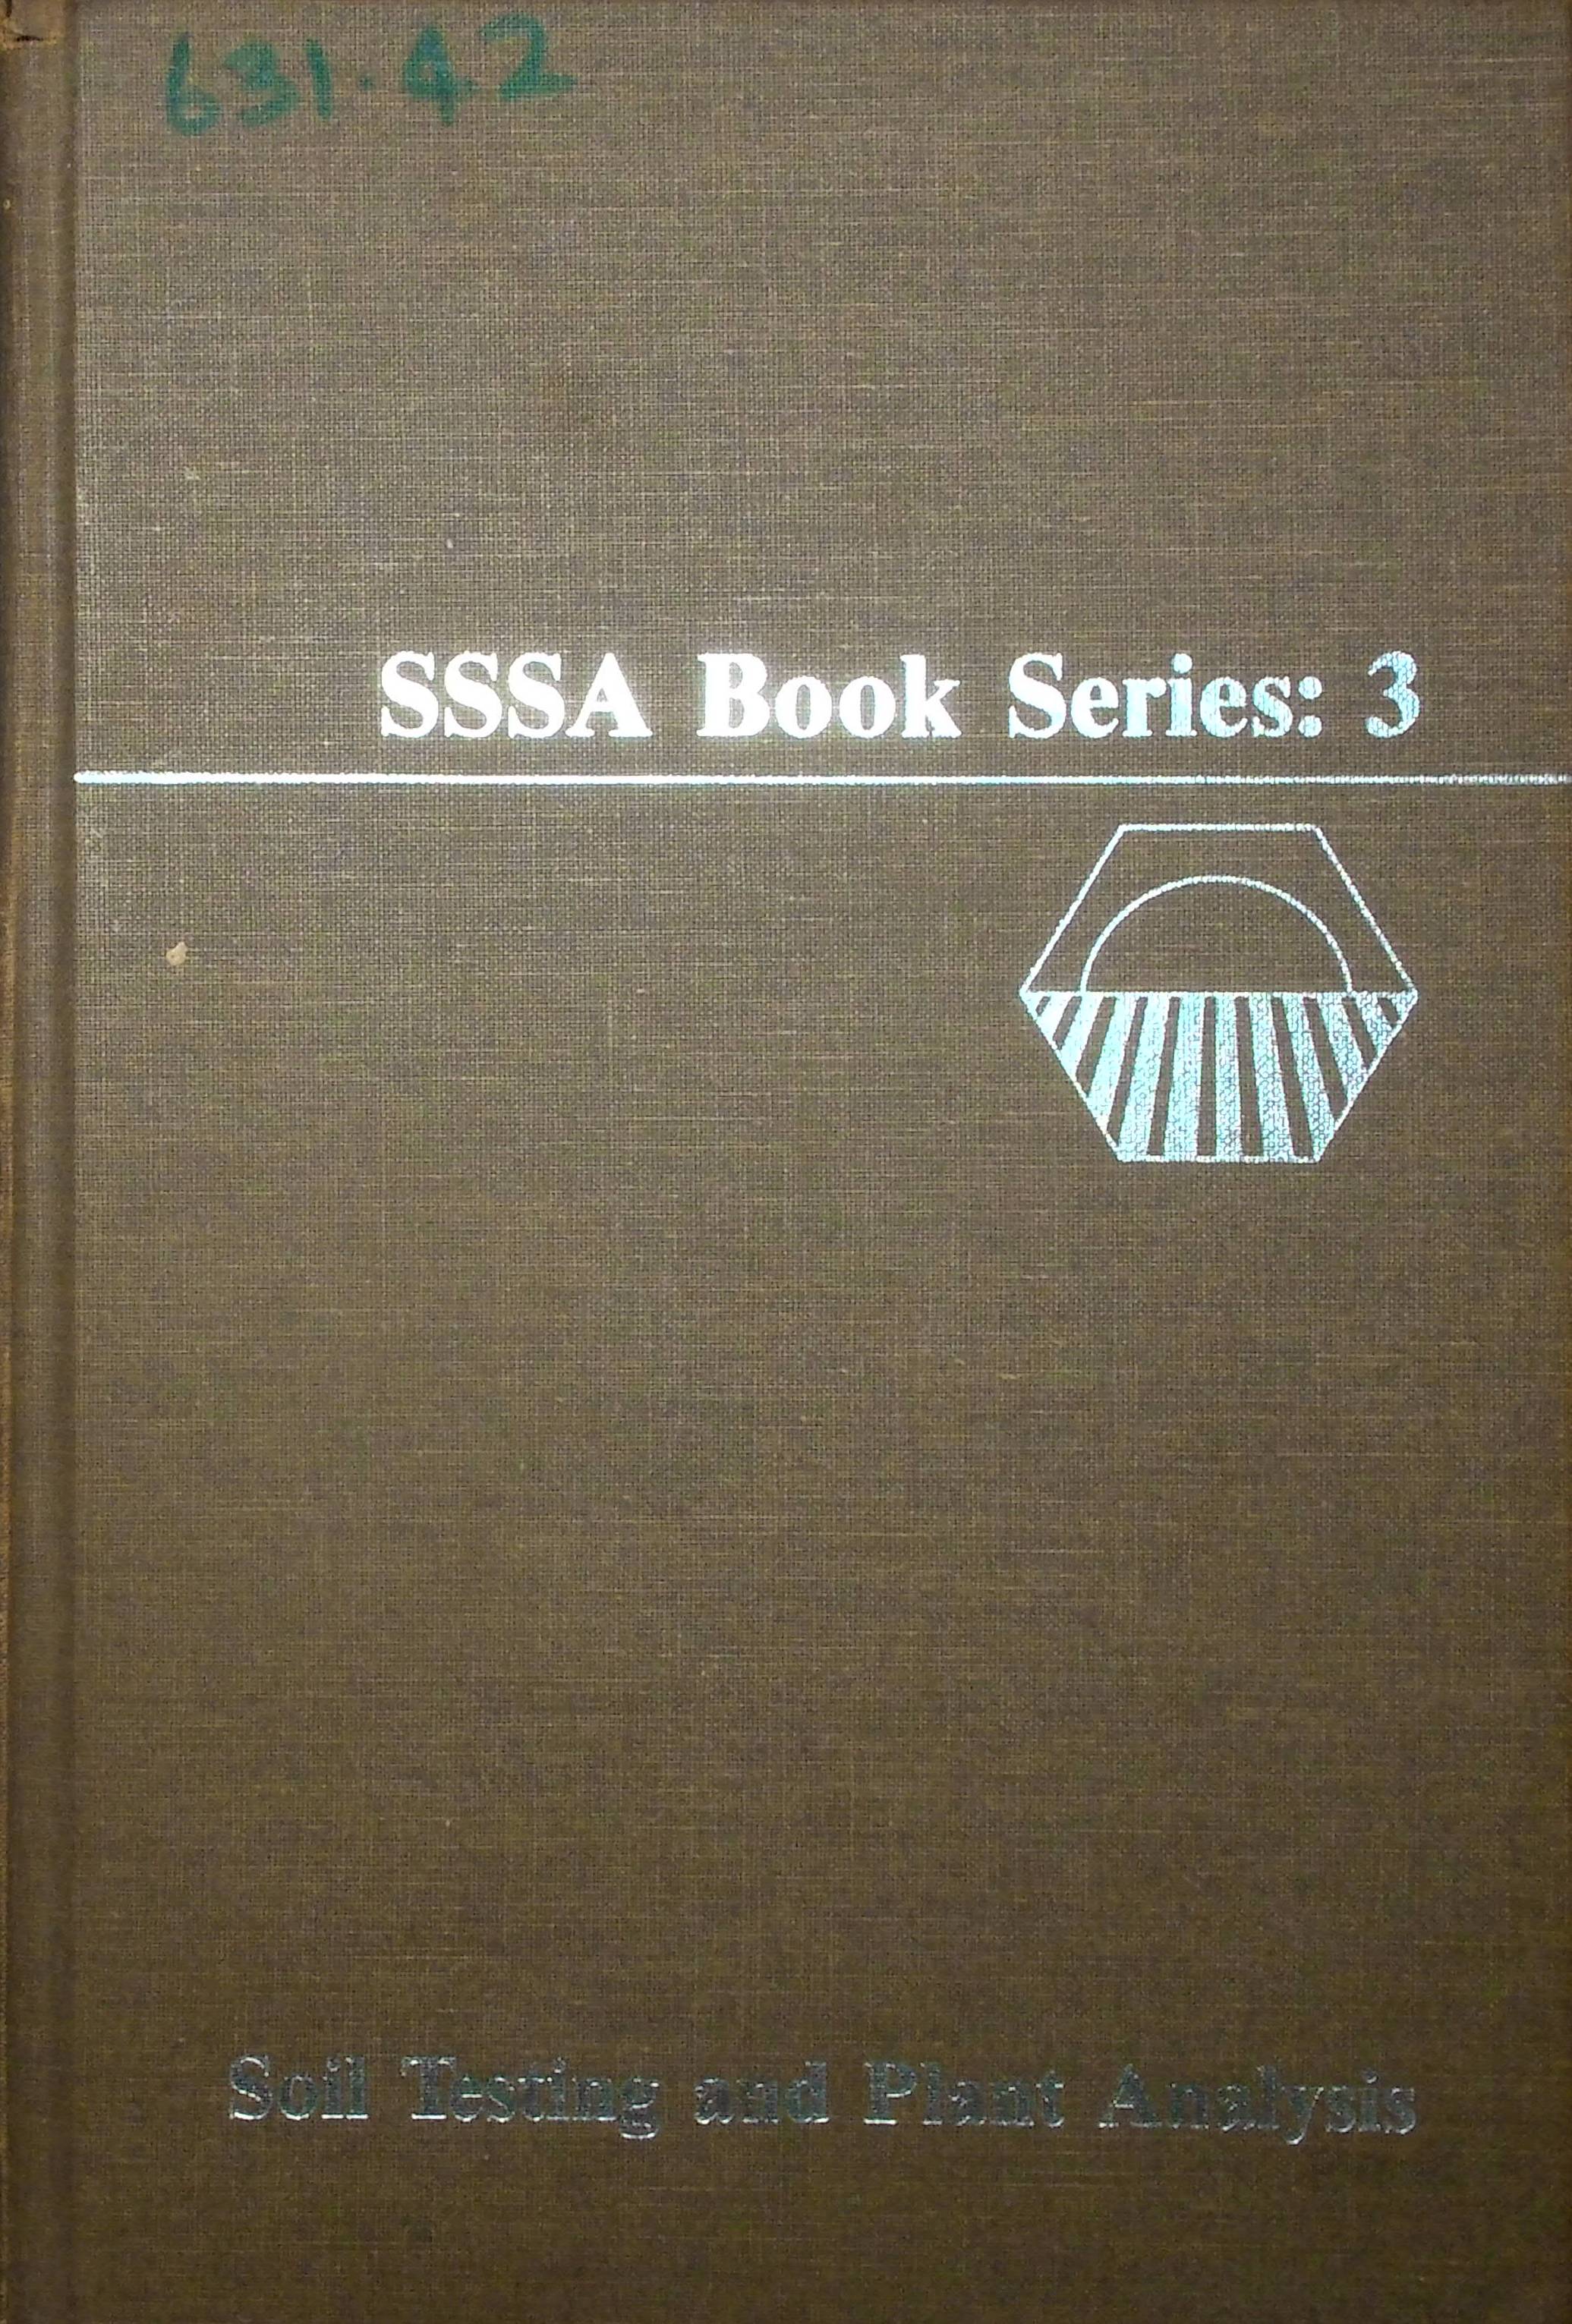 631.42
SSSA Book Series: 3
Soil Testing and Plant Analysis